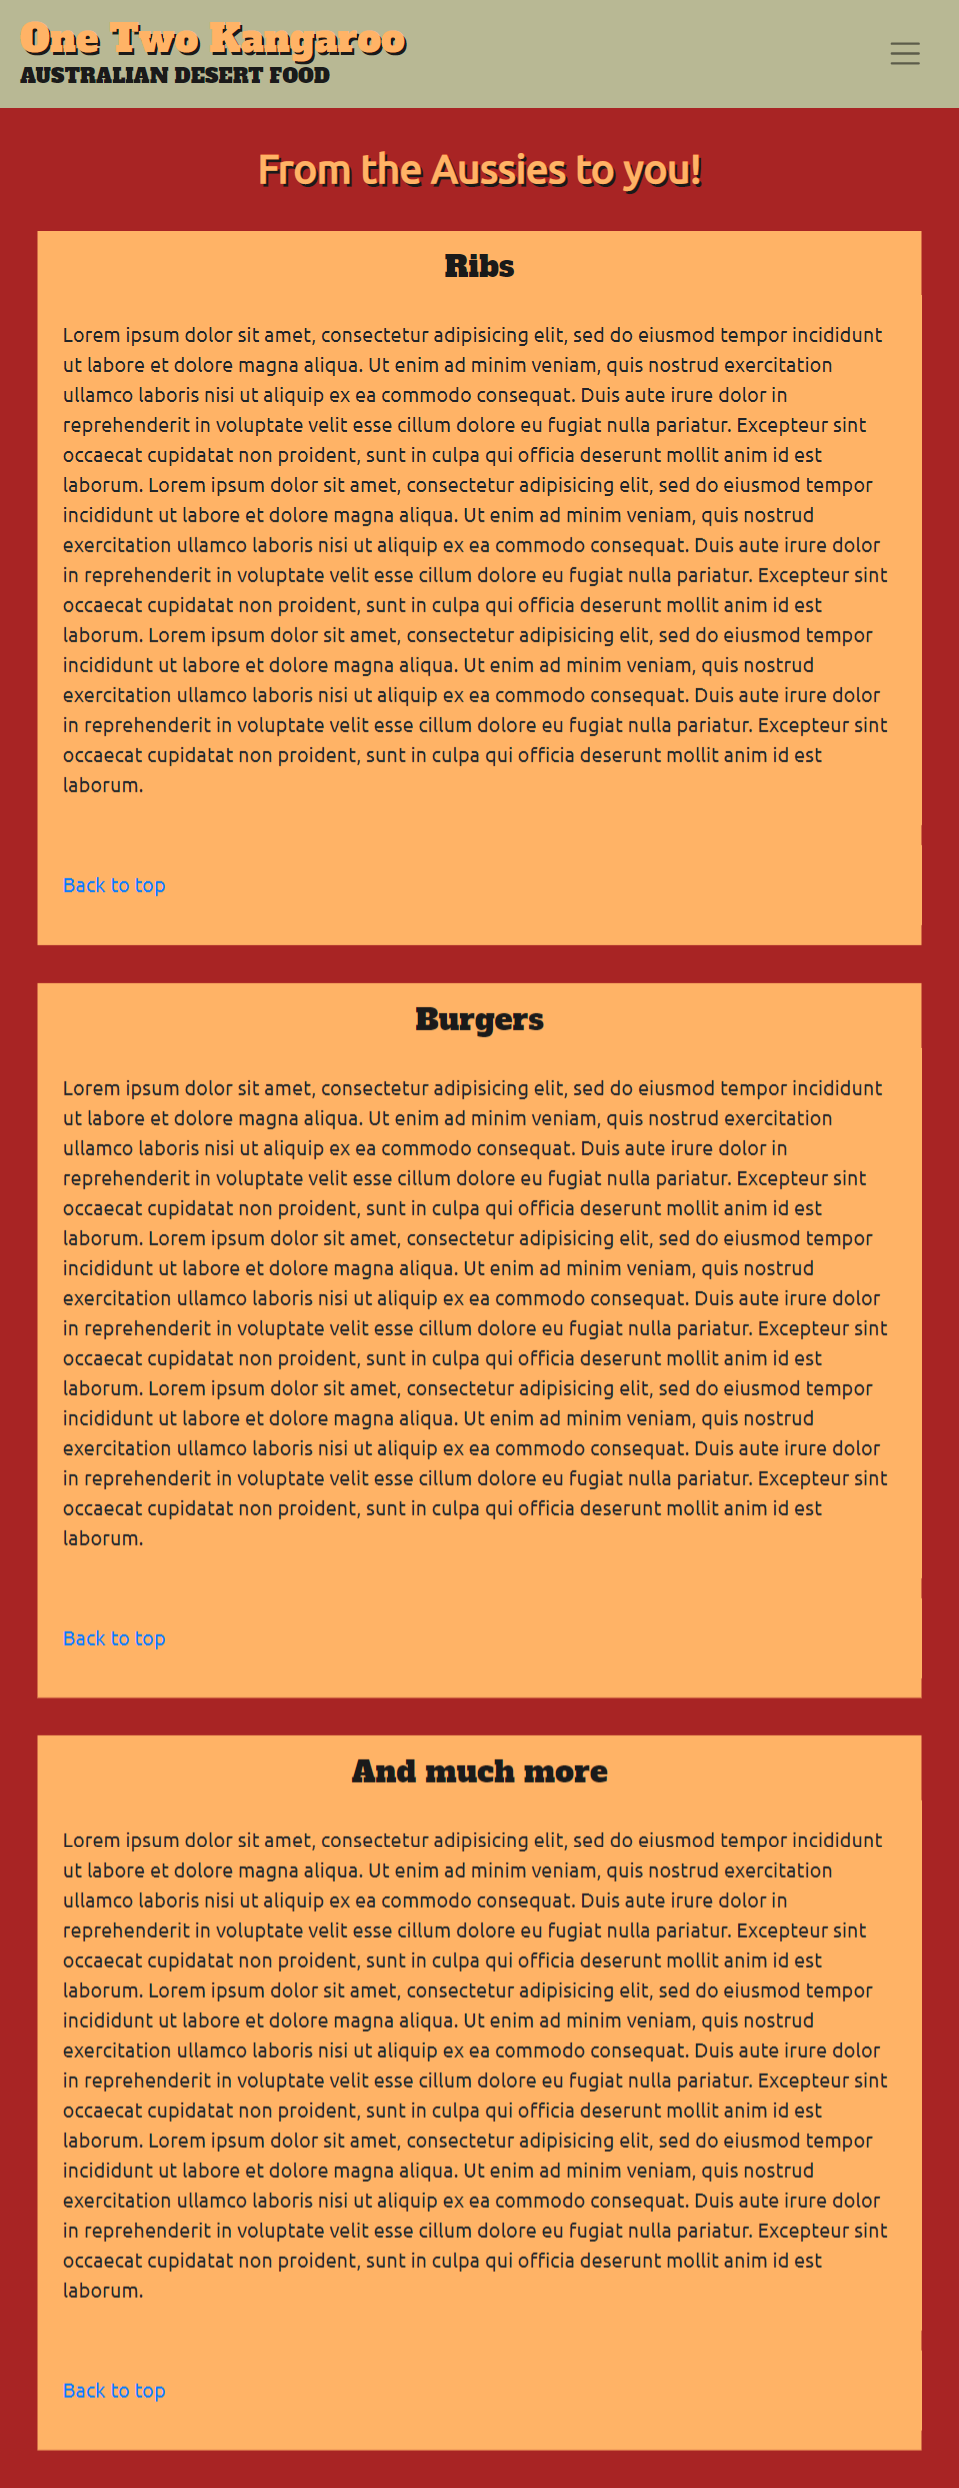 One Two Kangaroo
AUSTRALIAN DESERT FOOD
From the Aussies to you!
Ribs
Lorem ipsum dolor sit amet, consectetur adipisicing elit, sed do eiusmod tempor incididunt
ut labore et dolore magna aliqua. Ut enim ad minim veniam, quis nostrud exercitation
ullamco laboris nisi ut aliquip ex ea commodo consequat. Duis aute irure dolor in
reprehenderit in voluptate velit esse cillum dolore eu fugiat nulla pariatur. Excepteur sint
occaecat cupidatat non proident, sunt in culpa qui officia deserunt mollit anim id est
laborum. Lorem ipsum dolor sit amet, consectetur adipisicing elit, sed do eiusmod tempor
incididunt ut labore et dolore magna aliqua. Ut enim ad minim veniam, quis nostrud
exercitation ullamco laboris nisi ut aliquip ex ea commodo consequat. Duis aute irure dolor
in reprehenderit in voluptate velit esse cillum dolore eu fugiat nulla pariatur. Excepteur sint
occaecat cupidatat non proident, sunt in culpa qui officia deserunt mollit anim id est
laborum. Lorem ipsum dolor sit amet, consectetur adipisicing elit, sed do eiusmod tempor
incididunt ut labore et dolore magna aliqua. Ut enim ad minim veniam, quis nostrud
exercitation ullamco laboris nisi ut aliquip ex ea commodo consequat. Duis aute irure dolor
in reprehenderit in voluptate velit esse cillum dolore eu fugiat nulla pariatur. Excepteur sint
occaecat cupidatat non proident, sunt in culpa qui officia deserunt mollit anim id est
laborum.
Back to top
Burgers
Lorem ipsum dolor sit amet, consectetur adipisicing elit, sed do eiusmod tempor incididunt
ut labore et dolore magna aliqua. Ut enim ad minim veniam, quis nostrud exercitation
ullamco laboris nisi ut aliquip ex ea commodo consequat. Duis aute irure dolor in
reprehenderit in voluptate velit esse cillum dolore eu fugiat nulla pariatur. Excepteur sint
occaecat cupidatat non proident, sunt in culpa qui officia deserunt mollit anim id est
laborum. Lorem ipsum dolor sit amet, consectetur adipisicing elit, sed do eiusmod tempor
incididunt ut labore et dolore magna aliqua. Ut enim ad minim veniam, quis nostrud
exercitation ullamco laboris nisi ut aliquip ex ea commodo consequat. Duis aute irure dolor
in reprehenderit in voluptate velit esse cillum dolore eu fugiat nulla pariatur. Excepteur sint
occaecat cupidatat non proident, sunt in culpa qui officia deserunt mollit anim id est
laborum. Lorem ipsum dolor sit amet, consectetur adipisicing elit, sed do eiusmod tempor
incididunt ut labore et dolore magna aliqua. Ut enim ad minim veniam, quis nostrud
exercitation ullamco laboris nisi ut aliquip ex ea commodo consequat. Duis aute irure dolor
in reprehenderit in voluptate velit esse cillum dolore eu fugiat nulla pariatur. Excepteur sint
occaecat cupidatat non proident, sunt in culpa qui officia deserunt mollit anim id est
laborum.
Back to top
And much more
Lorem ipsum dolor sit amet, consectetur adipisicing elit, sed do eiusmod tempor incididunt
ut labore et dolore magna aliqua. Ut enim ad minim veniam, quis nostrud exercitation
ullamco laboris nisi ut aliquip ex ea commodo consequat. Duis aute irure dolor in
reprehenderit in voluptate velit esse cillum dolore eu fugiat nulla pariatur. Excepteur sint
occaecat cupidatat non proident, sunt in culpa qui officia deserunt mollit anim id est
laborum. Lorem ipsum dolor sit amet, consectetur adipisicing elit, sed do eiusmod tempor
incididunt ut labore et dolore magna aliqua. Ut enim ad minim veniam, quis nostrud
exercitation ullamco laboris nisi ut aliquip ex ea commodo consequat. Duis aute irure dolor
in reprehenderit in voluptate velit esse cillum dolore eu fugiat nulla pariatur. Excepteur sint
occaecat cupidatat non proident, sunt in culpa qui officia deserunt mollit anim id est
laborum. Lorem ipsum dolor sit amet, consectetur adipisicing elit, sed do eiusmod tempor
incididunt ut labore et dolore magna aliqua. Ut enim ad minim veniam, quis nostrud
exercitation ullamco laboris nisi ut aliquip ex ea commodo consequat. Duis aute irure dolor
in reprehenderit in voluptate velit esse cillum dolore eu fugiat nulla pariatur. Excepteur sint
occaecat cupidatat non proident, sunt in culpa qui officia deserunt mollit anim id est
laborum.
Back to top